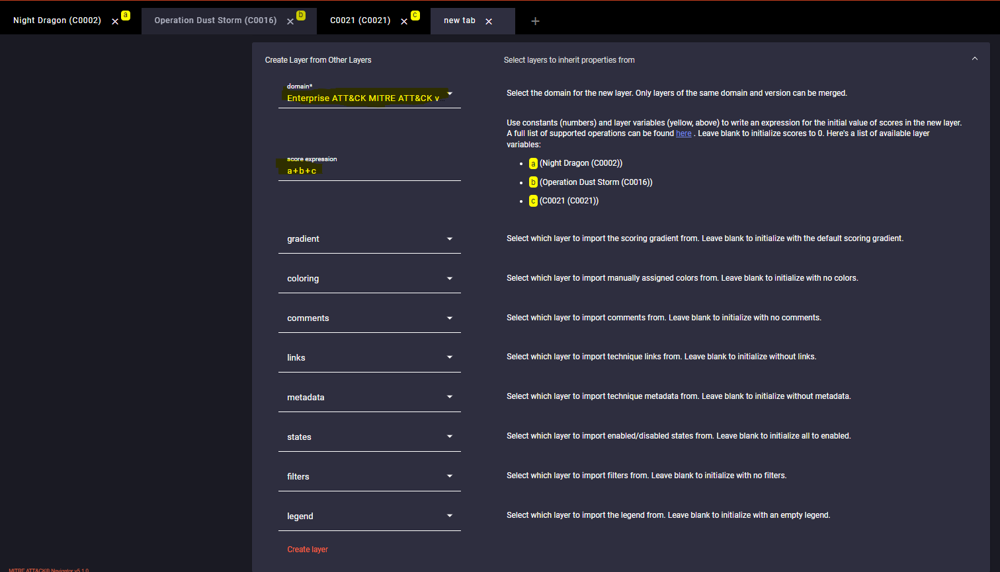 Night Dragon (C0002) × a Operation Dust Storm (C0016) × b C0021 (C0021) × c new tab × +
Create Layer from Other Layers Select layers to inherit properties from
domain*
Enterprise ATT&CK MITRE ATT&CK v
Select the domain for the new layer. Only layers of the same domain and version can be merged.
Use constants (numbers) and layer variables (yellow, above) to write an expression for the initial value of scores in the new layer.
A full list of supported operations can be found here . Leave blank to initialize scores to 0. Here's a list of available layer
variables:
score expression
a+b+c
• a (Night Dragon (C0002))
• b (Operation Dust Storm (C0016))
• c (C0021 (C0021))
gradient Select which layer to import the scoring gradient from. Leave blank to initialize with the default scoring gradient.
coloring Select which layer to import manually assigned colors from. Leave blank to initialize with no colors.
comments Select which layer to import comments from. Leave blank to initialize with no comments.
links Select which layer to import technique links from. Leave blank to initialize without links.
metadata Select which layer to import technique metadata from. Leave blank to initialize without metadata.
states Select which layer to import enabled/disabled states from. Leave blank to initialize all to enabled.
filters Select which layer to import filters from. Leave blank to initialize with no filters.
legend Select which layer to import the legend from. Leave blank to initialize with an empty legend.
Create layer
MITRE ATT&CK® Navigator v5.1.0